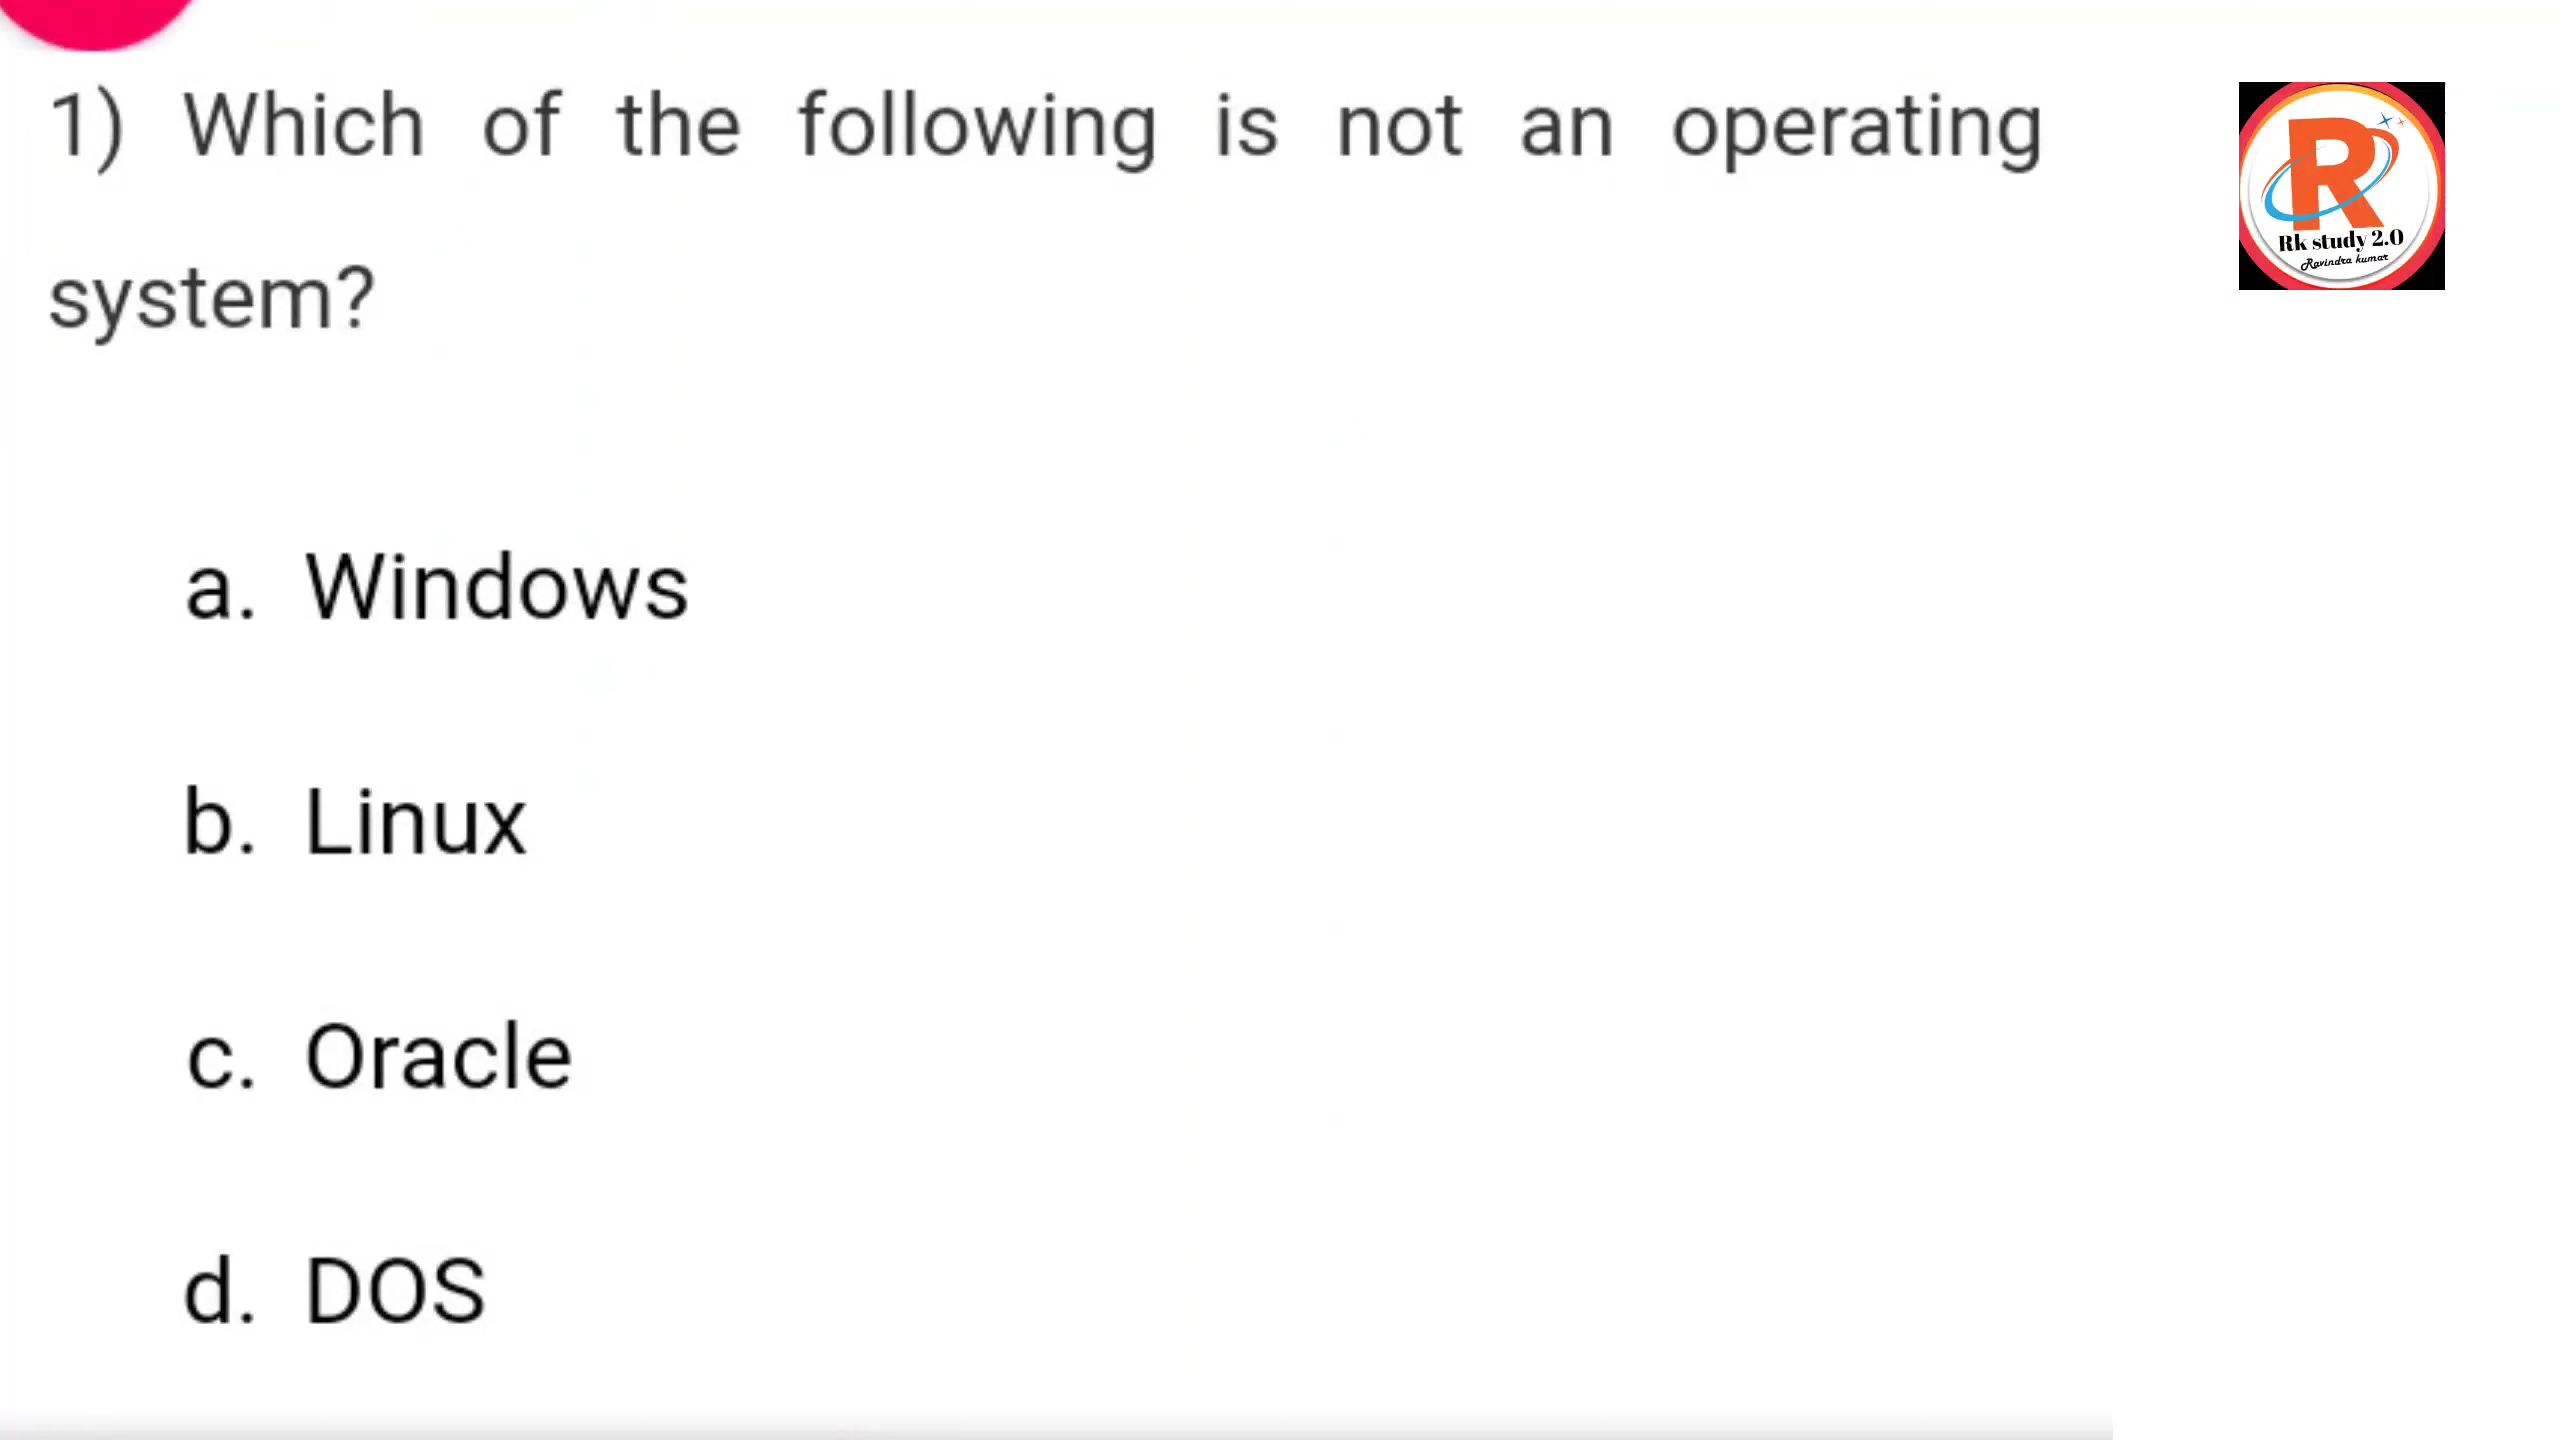 1) Which of the following is not an operating
system?
a. Windows
b. Linux
c. Oracle
d. DOS
R
Rk study 2.0
Ravindra kumar